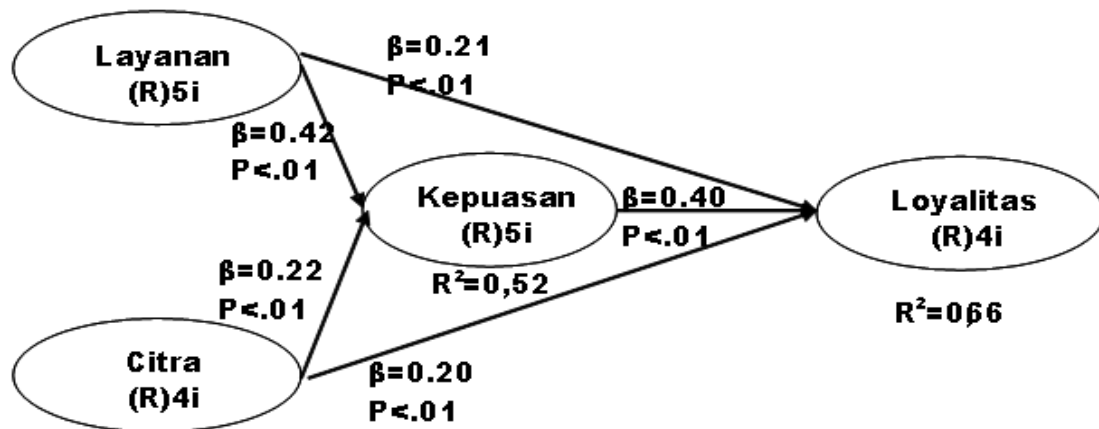 Layanan
(R)5i
β=0.21
P<.01
β=0.42
P<.01
Kepuasan
(R)5i
R²=0,52
β=0.40
P<.01
Loyalitas
(R)4i
R²=0,66
β=0.22
P<.01
Citra
(R)4i
β=0.20
P<.01